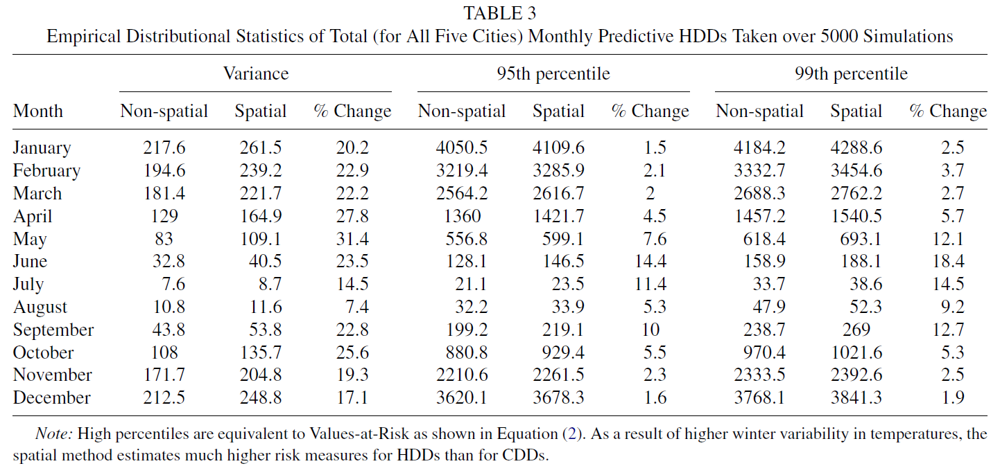 TABLE 3
Empirical Distributional Statistics of Total (for All Five Cities) Monthly Predictive HDDs Taken over 5000 Simulations
Variance 95th percentile 99th percentile
Month Non-spatial Spatial % Change Non-spatial Spatial % Change Non-spatial Spatial % Change
January 217.6 261.5 20.2 4050.5 4109.6 1.5 4184.2 4288.6 2.5
February 194.6 239.2 22.9 3219.4 3285.9 2.1 3332.7 3454.6 3.7
March 181.4 221.7 22.2 2564.2 2616.7 2 2688.3 2762.2 2.7
April 129 164.9 27.8 1360 1421.7 4.5 1457.2 1540.5 5.7
May 83 109.1 31.4 556.8 599.1 7.6 618.4 693.1 12.1
June 32.8 40.5 23.5 128.1 146.5 14.4 158.9 188.1 18.4
July 7.6 8.7 14.5 21.1 23.5 11.4 33.7 38.6 14.5
August 10.8 11.6 7.4 32.2 33.9 5.3 47.9 52.3 9.2
September 43.8 53.8 22.8 199.2 219.1 10 238.7 269 12.7
October 108 135.7 25.6 880.8 929.4 5.5 970.4 1021.6 5.3
November 171.7 204.8 19.3 2210.6 2261.5 2.3 2333.5 2392.6 2.5
December 212.5 248.8 17.1 3620.1 3678.3 1.6 3768.1 3841.3 1.9
Note: High percentiles are equivalent to Values-at-Risk as shown in Equation (2). As a result of higher winter variability in temperatures, the
spatial method estimates much higher risk measures for HDDs than for CDDs.